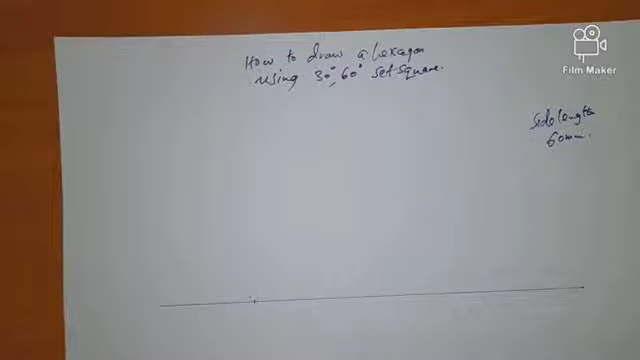 How to draw a hexagon
using 30°, 60° set-square.
Side length
60mm.
Film Maker